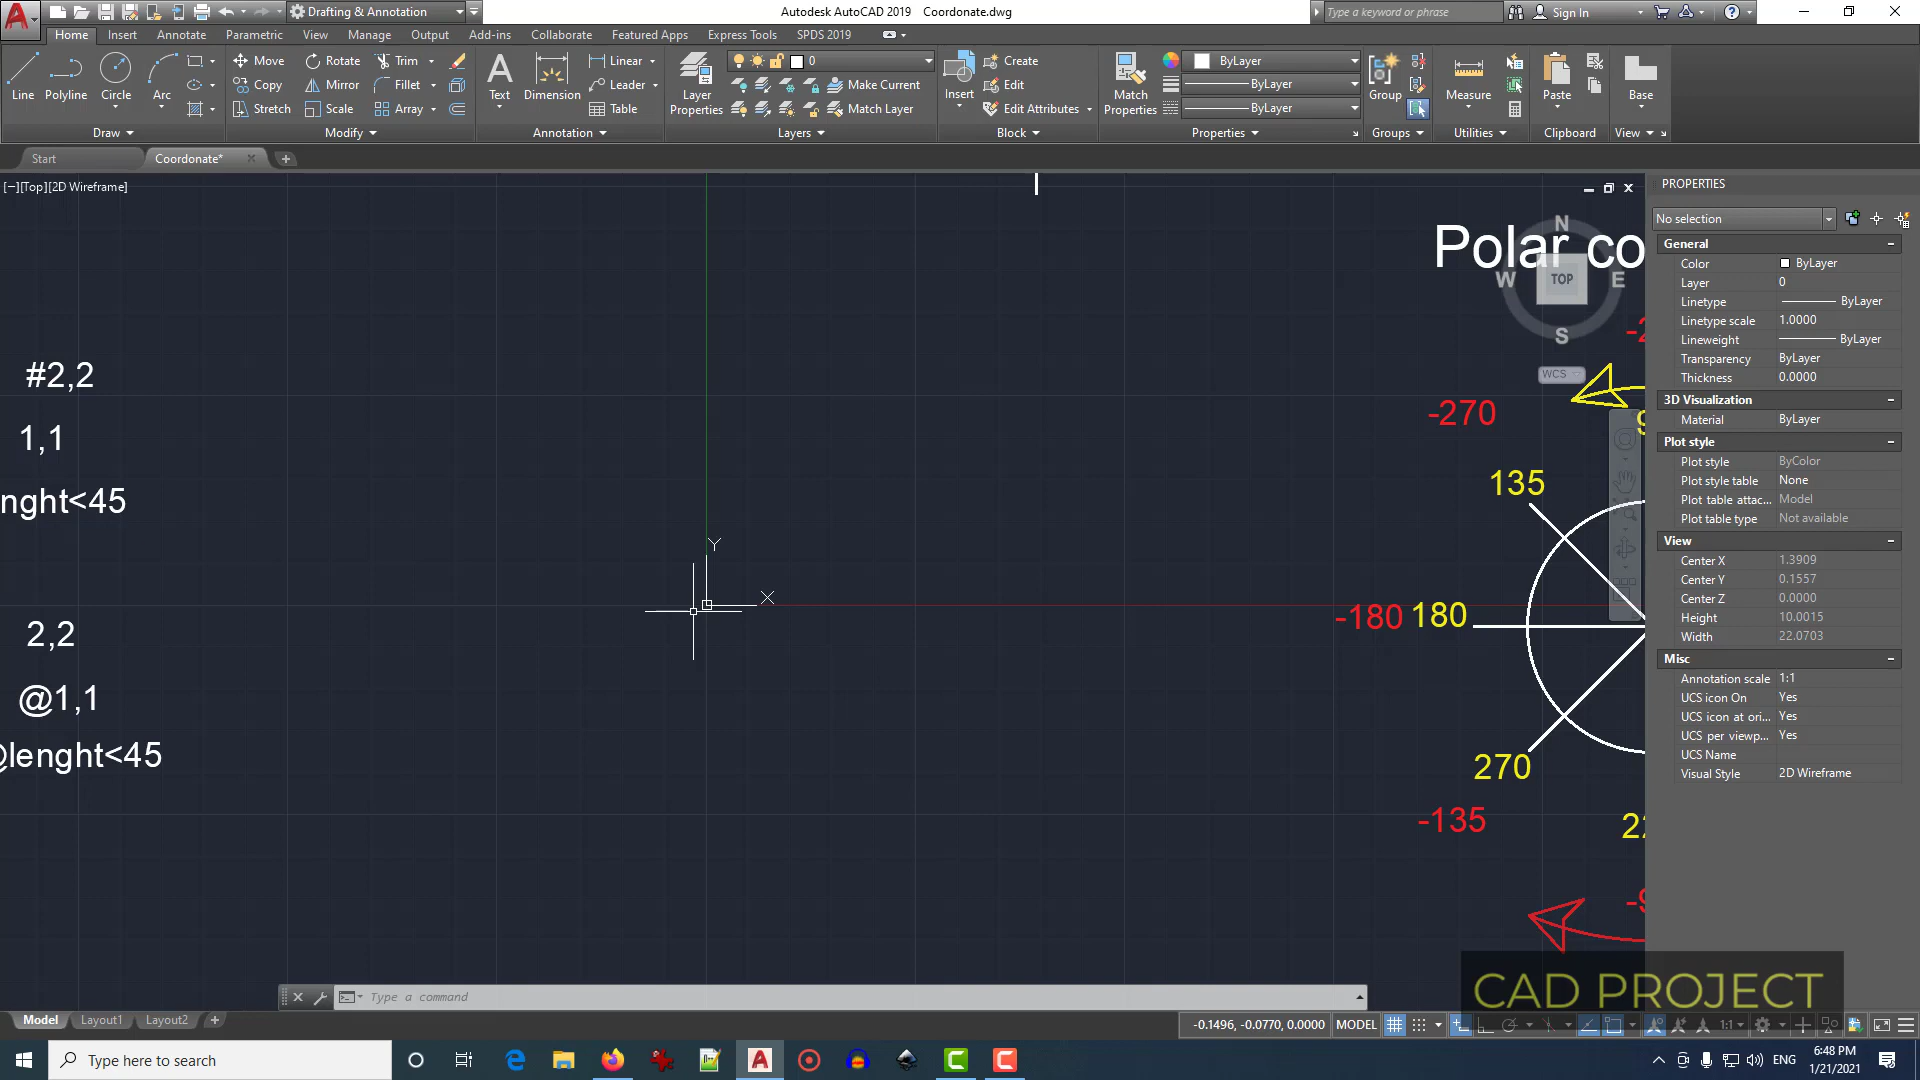 Drafting & Annotation
Autodesk AutoCAD 2019 Coordonate.dwg
Type a keyword or phrase
Sign In
Home Insert Annotate Parametric View Manage Output Add-ins Collaborate Featured Apps Express Tools SPDS 2019
Line Polyline Circle Arc
Draw
Move Rotate Trim
Copy Mirror Fillet
Stretch Scale Array
Modify
Text Dimension
Linear
Leader
Table
Annotation
Layer Properties
0
Make Current
Match Layer
Layers
Insert
Create
Edit
Edit Attributes
Block
Match Properties
ByLayer
ByLayer
ByLayer
Properties
Group
Groups
Measure
Utilities
Paste
Clipboard
Base
View
Start Coordonate*
[−][Top][2D Wireframe]
Polar co
N
W TOP E
S
WCS
#2,2
1,1
nght<45
2,2
@1,1
lenght<45
Y
X
-270
135
-180 180
270
-135
PROPERTIES
No selection
General
Color ByLayer
Layer 0
Linetype ByLayer
Linetype scale 1.0000
Lineweight ByLayer
Transparency ByLayer
Thickness 0.0000
3D Visualization
Material ByLayer
Plot style
Plot style ByColor
Plot style table None
Plot table attac... Model
Plot table type Not available
View
Center X 1.3909
Center Y 0.1557
Center Z 0.0000
Height 10.0015
Width 22.0703
Misc
Annotation scale 1:1
UCS icon On Yes
UCS icon at ori... Yes
UCS per viewp... Yes
UCS Name
Visual Style 2D Wireframe
Type a command
CAD PROJECT
Model Layout1 Layout2
-0.1496, -0.0770, 0.0000 MODEL
1:1
Type here to search
ENG
6:48 PM
1/21/2021